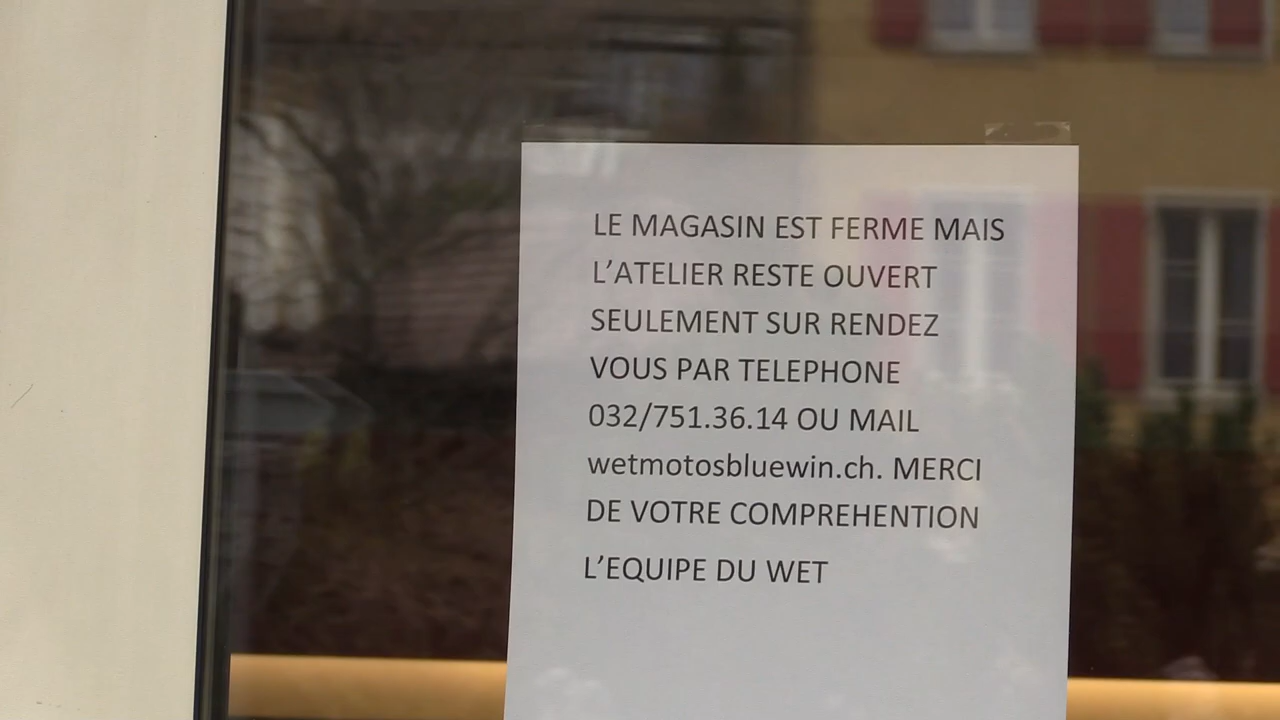 LE MAGASIN EST FERME MAIS
L'ATELIER RESTE OUVERT
SEULEMENT SUR RENDEZ
VOUS PAR TELEPHONE
032/751.36.14 OU MAIL
wetmotosbluewin.ch. MERCI
DE VOTRE COMPREHENTION
L'EQUIPE DU WET